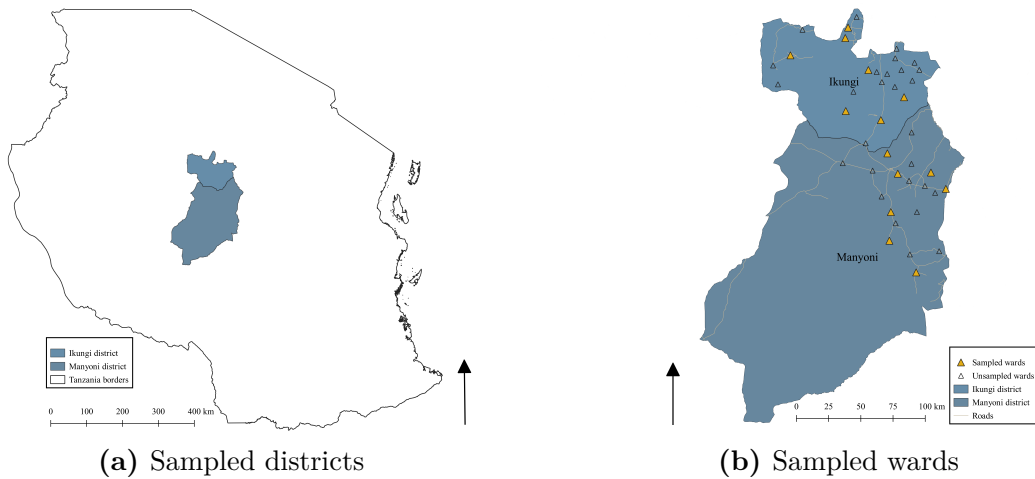 Ikungi district
Manyoni district
Tanzania borders
0 100 200 300 400 km
(a) Sampled districts
Ikungi
Manyoni
Sampled wards
Unsampled wards
Ikungi district
Manyoni district
Roads
0 25 50 75 100 km
(b) Sampled wards